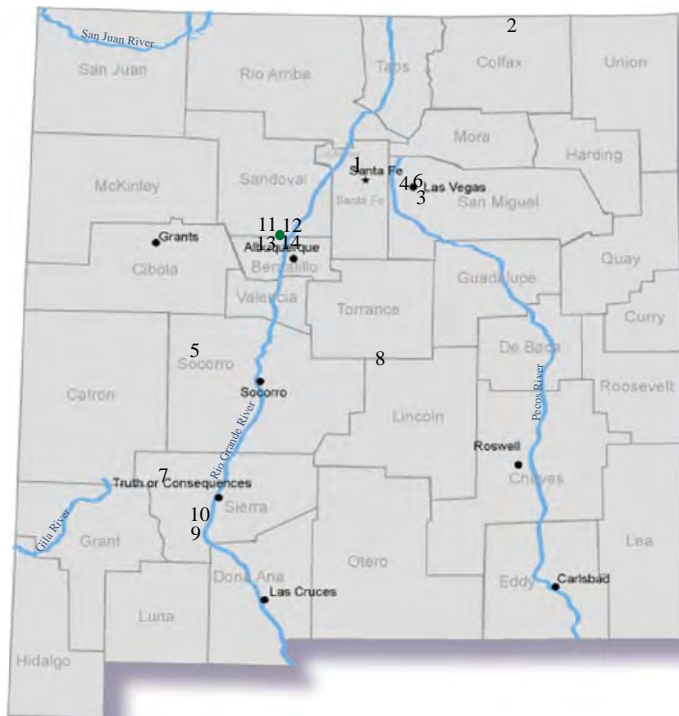 2
San Juan River
San Juan
Rio Arriba
Taos
Colfax
Union
Mora
Harding
McKinley
Sandoval
1
Santa Fe
Santa Fe
4 6
Las Vegas
3
San Miguel
11 12
13 14
Grants
Albuquerque
Bernalillo
Cibola
Valencia
Guadalupe
Quay
Torrance
Curry
De Baca
5
Socorro
8
Catron
Socorro
Lincoln
Roosevelt
Pecos River
Rio Grande River
Roswell
Chaves
7
Truth or Consequences
Sierra
10
9
Gila River
Grant
Otero
Lea
Dona Ana
Las Cruces
Eddy
Carlsbad
Luna
Hidalgo